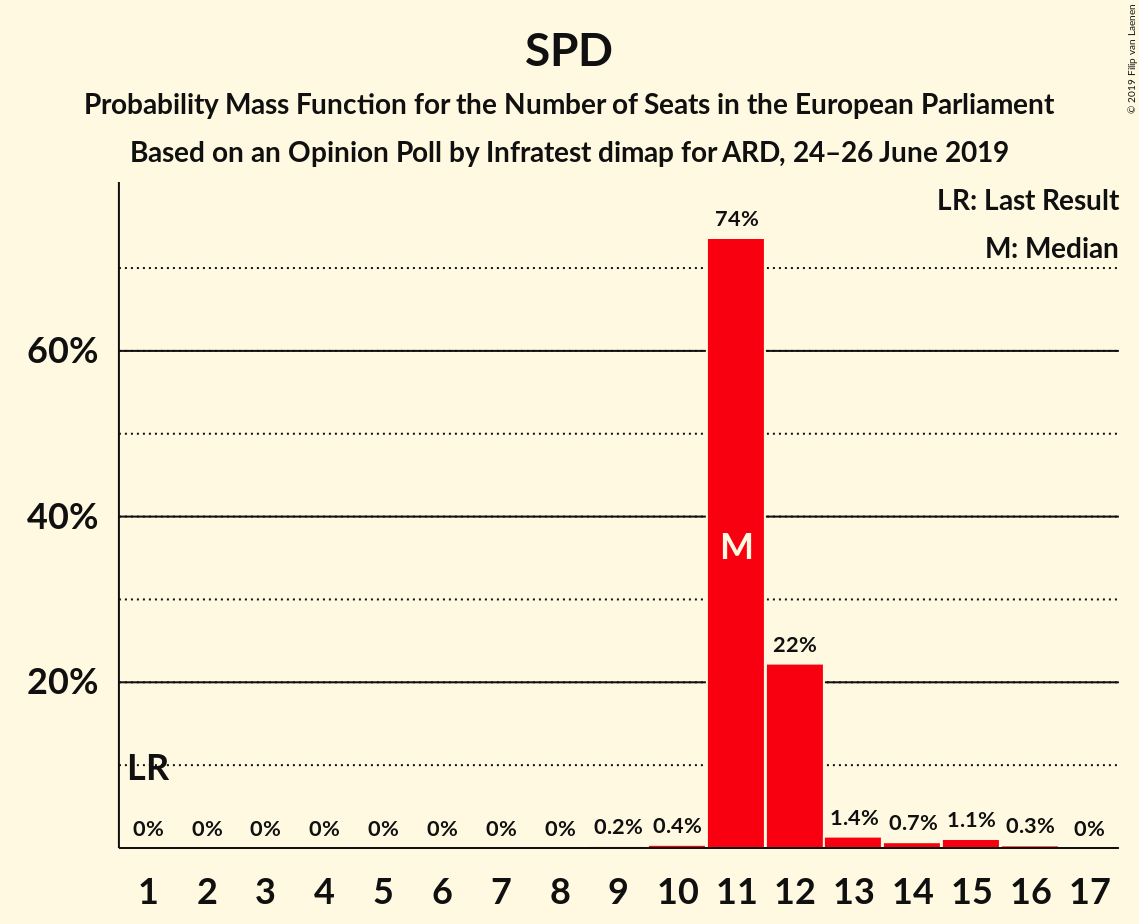 SPD
Probability Mass Function for the Number of Seats in the European Parliament
Based on an Opinion Poll by Infratest dimap for ARD, 24–26 June 2019
© 2019 Filip van Laenen
LR: Last Result
M: Median
74%
60%
40%
M
22%
20%
LR
0% 0% 0% 0% 0% 0% 0% 0% 0.2% 0.4% 1.4% 0.7% 1.1% 0.3% 0%
1 2 3 4 5 6 7 8 9 10 11 12 13 14 15 16 17